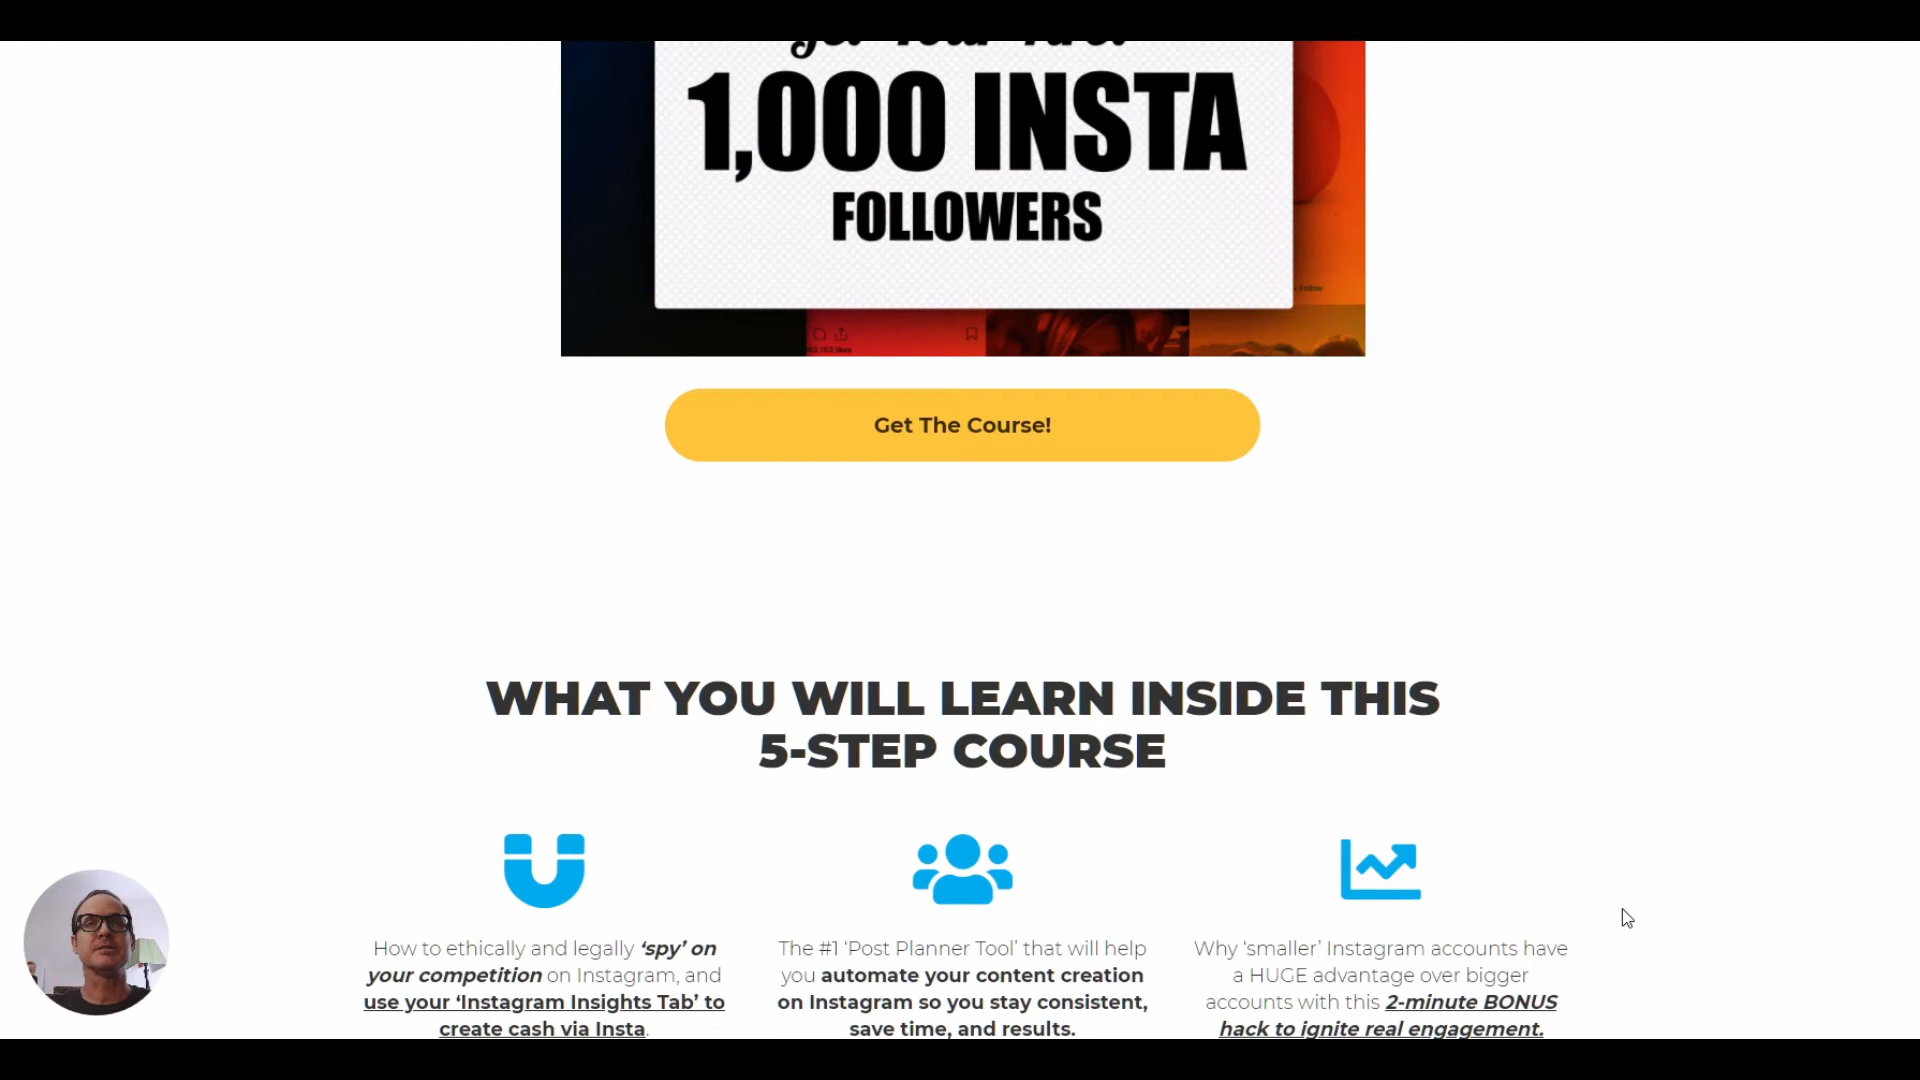 1,000 INSTA
FOLLOWERS
Follow
Get The Course!
WHAT YOU WILL LEARN INSIDE THIS
5-STEP COURSE
How to ethically and legally ‘spy’ on
your competition on Instagram, and
use your ‘Instagram Insights Tab’ to
create cash via Insta.
The #1 ‘Post Planner Tool’ that will help
you automate your content creation
on Instagram so you stay consistent,
save time, and results.
Why ‘smaller’ Instagram accounts have
a HUGE advantage over bigger
accounts with this 2-minute BONUS
hack to ignite real engagement.